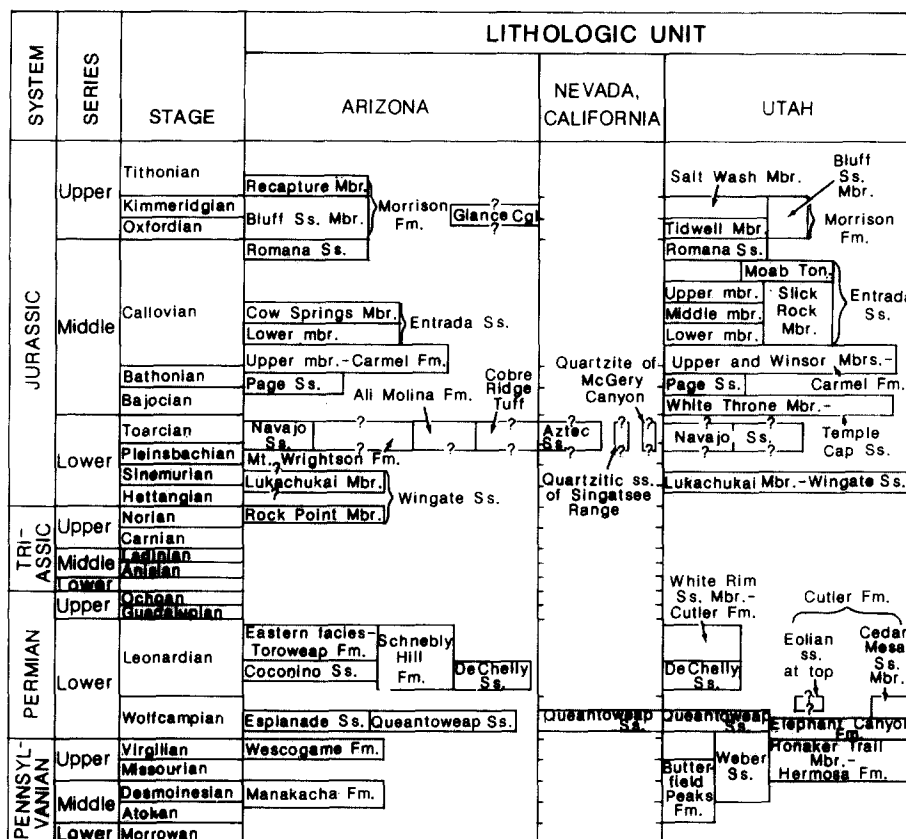 LITHOLOGIC UNIT
SYSTEM
SERIES
STAGE
ARIZONA
NEVADA,
CALIFORNIA
UTAH
JURASSIC
Upper
Tithonian
Kimmeridgian
Oxfordian
Middle
Callovian
Bathonian
Bajocian
Lower
Toarcian
Pleinsbachian
Sinemurian
Hettangian
TRI-
ASSIC
Upper
Norian
Carnian
Middle
Ladinian
Anisian
Lower
PERMIAN
Upper
Ochoan
Guadalupian
Lower
Leonardian
Wolfcampian
PENNSYL-
VANIAN
Upper
Virgilian
Missourian
Middle
Desmoinesian
Atokan
Lower
Morrowan
Recapture Mbr.
Bluff Ss. Mbr.
Morrison
Fm.
?
Glance Cgl
?
Romana Ss.
Cow Springs Mbr.
Lower mbr.
Entrada Ss.
Upper mbr.-Carmel Fm.
Page Ss.
Ali Molina Fm.
Cobre
Ridge
Tuff
Navajo
Ss.
? ? ?
? ?
Mt. Wrightson Fm.
?
Lukachukai Mbr.
?
Rock Point Mbr.
Wingate Ss.
Eastern facies-
Toroweap Fm.
Coconino Ss.
Schnebly
Hill
Fm.
DeChelly
Ss.
Esplanade Ss.
Queantoweap Ss.
Wescogame Fm.
Manakacha Fm.
Quartzite of
McGery
Canyon
? ? ?
Aztec
Ss.
? ? ?
Quartzitic ss.
of Singatsee
Range
Queantoweap Ss.
Salt Wash Mbr.
Bluff
Ss.
Mbr.
Tidwell Mbr.
Morrison
Fm.
Romana Ss.
Moab Ton.
Upper mbr.
Middle mbr.
Lower mbr.
Slick
Rock
Mbr.
Entrada
Ss.
Upper and Winsor Mbrs.-
Carmel Fm.
Page Ss.
White Throne Mbr.-
Temple
Cap Ss.
? ? ?
Navajo Ss.
? ? ?
Lukachukai Mbr.-Wingate Ss.
White Rim
Ss. Mbr.-
Cutler Fm.
Cutler Fm.
Eolian
ss.
at top
Cedar
Mesa
Ss.
Mbr.
DeChelly
Ss.
?
?
Queantoweap Ss.
Elephant Canyon
Fm.
Honaker Trail
Mbr.-
Hermosa Fm.
Weber
Ss.
Butter-
field
Peaks
Fm.